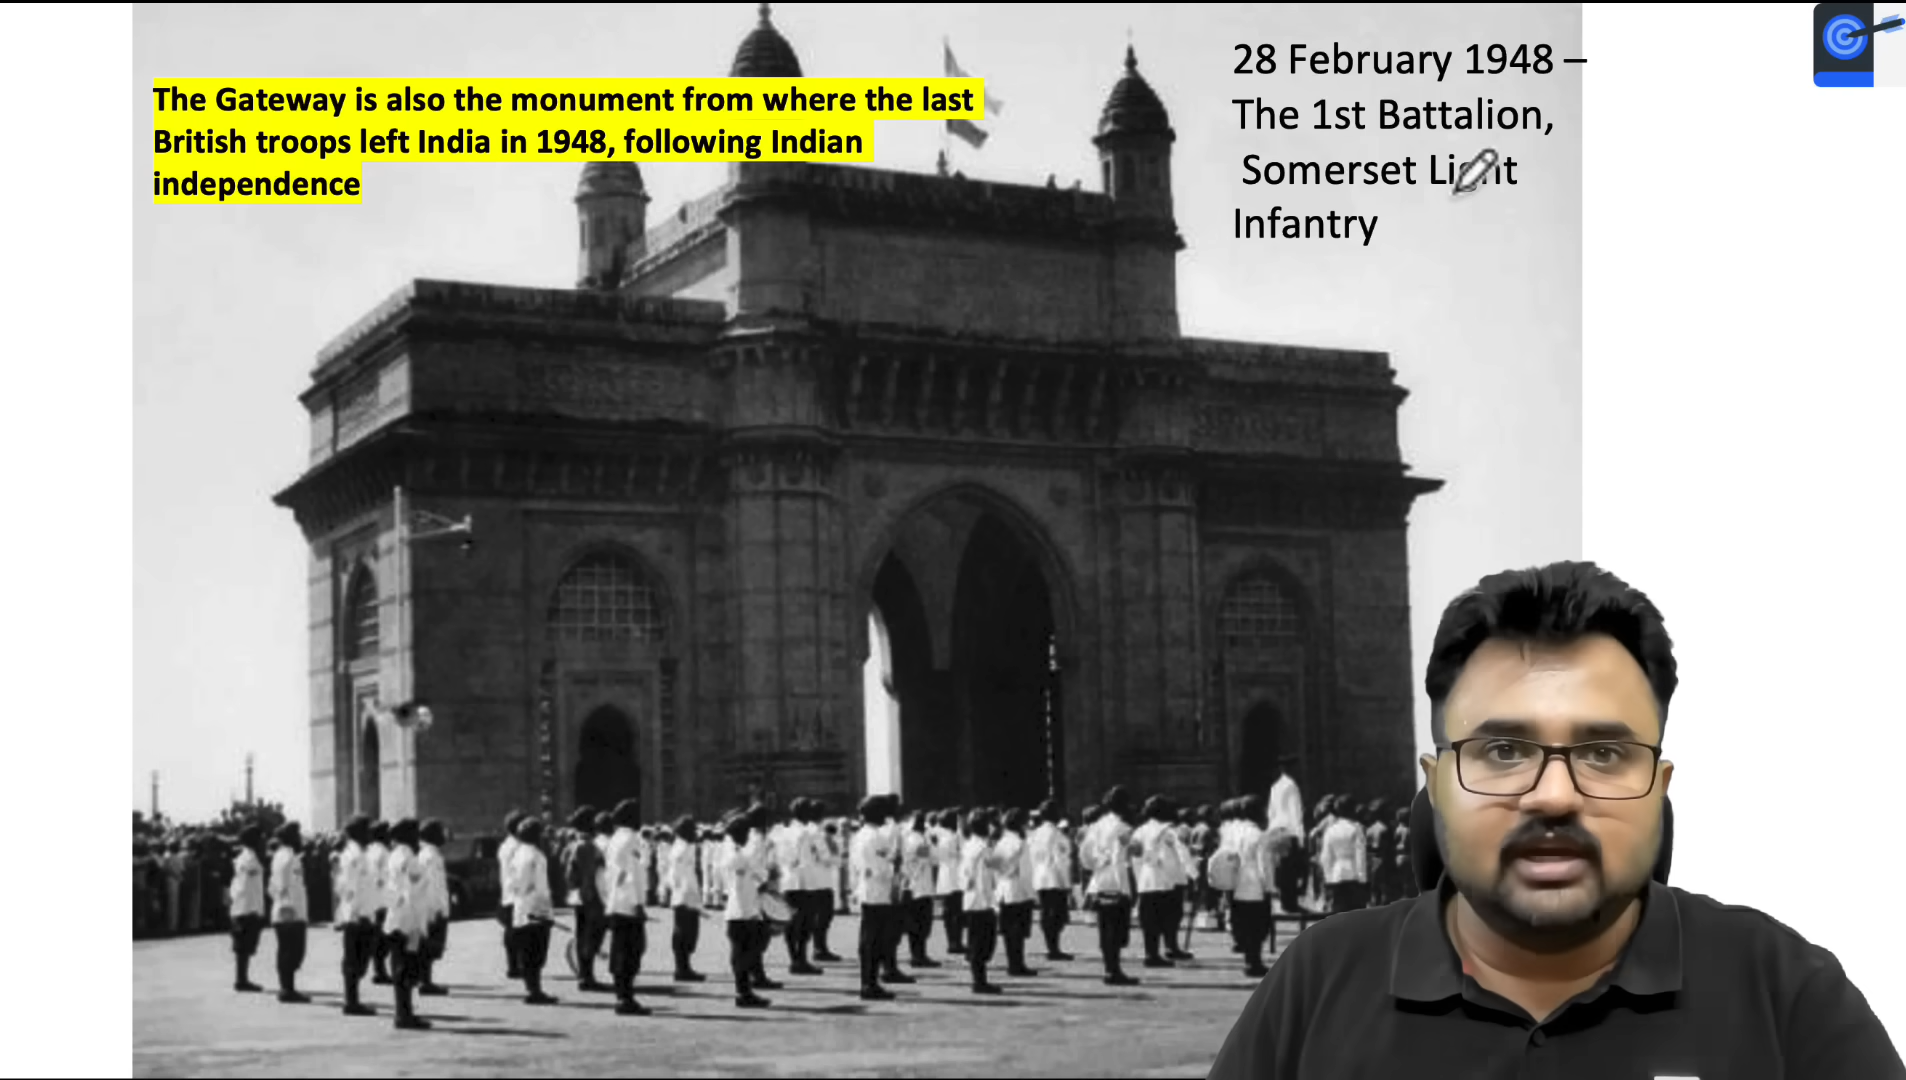 The Gateway is also the monument from where the last
British troops left India in 1948, following Indian
independence
28 February 1948 –
The 1st Battalion,
Somerset Light
Infantry